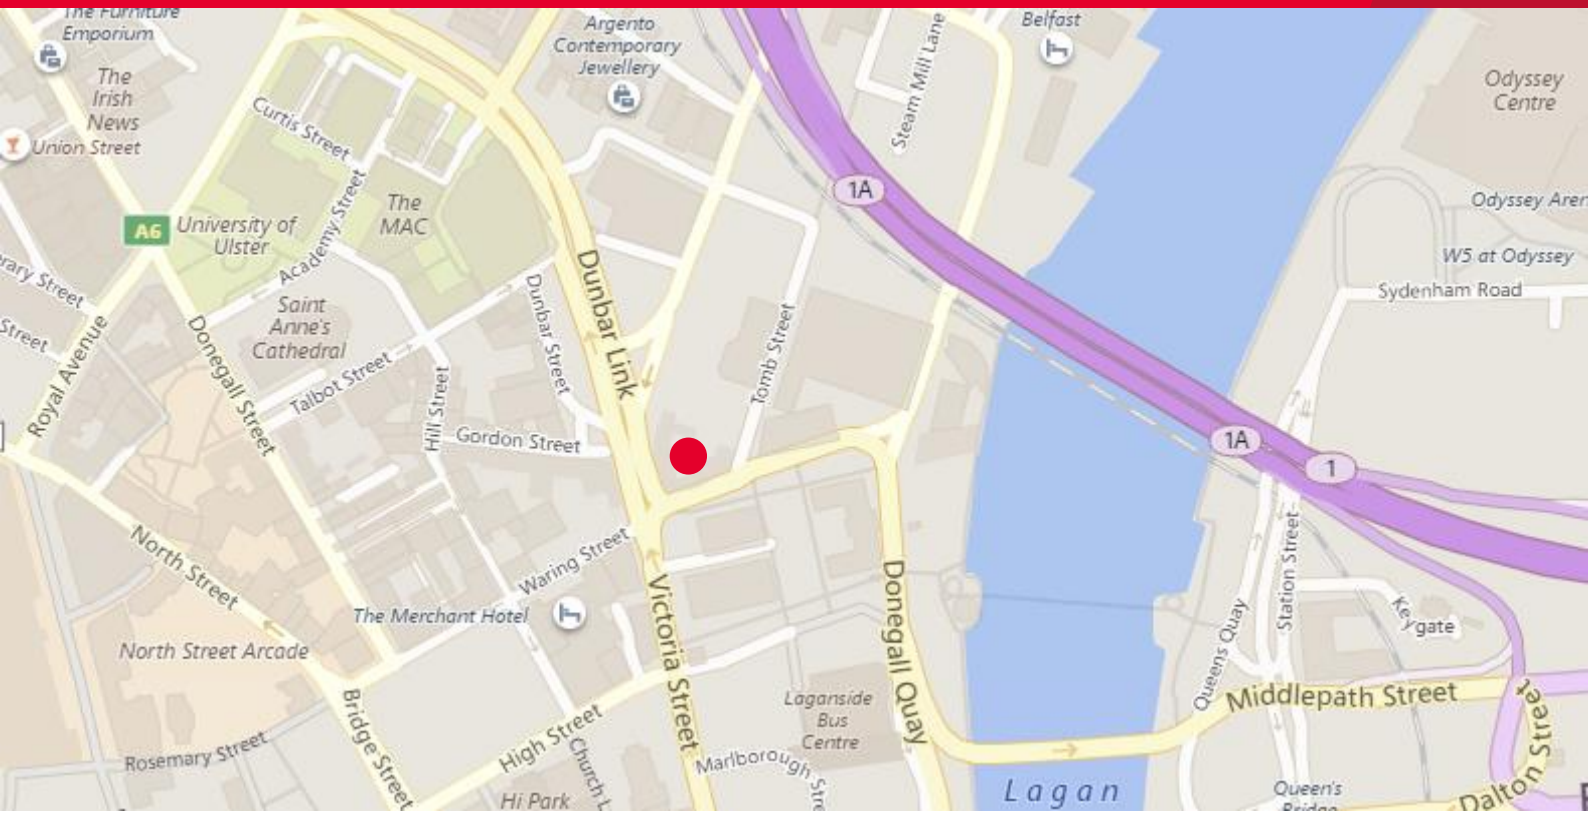 The Furniture
Emporium
Argento
Contemporary
Jewellery
Belfast
Steam Mill Lane
Odyssey
Centre
The
Irish
News
Union Street
Curtis Street
1A
The
MAC
Academy Street
A6
University of
Ulster
W5 at Odyssey
Sydenham Road
Dunbar Link
Dunbar Street
Saint
Anne's
Cathedral
Tomb Street
Street
Street
Royal Avenue
Donegall Street
Talbot Street
Hill Street
Gordon Street
1A
1
North Street
Waring Street
The Merchant Hotel
Victoria Street
Donegall Quay
Station Street
Queens Quay
Keygate
North Street Arcade
Middlepath Street
Laganside
Bus
Centre
Bridge Street
High Street
Rosemary Street
Church
Marlborough
Hi Park
Lagan
Queen's
Bridge
Dalton Street